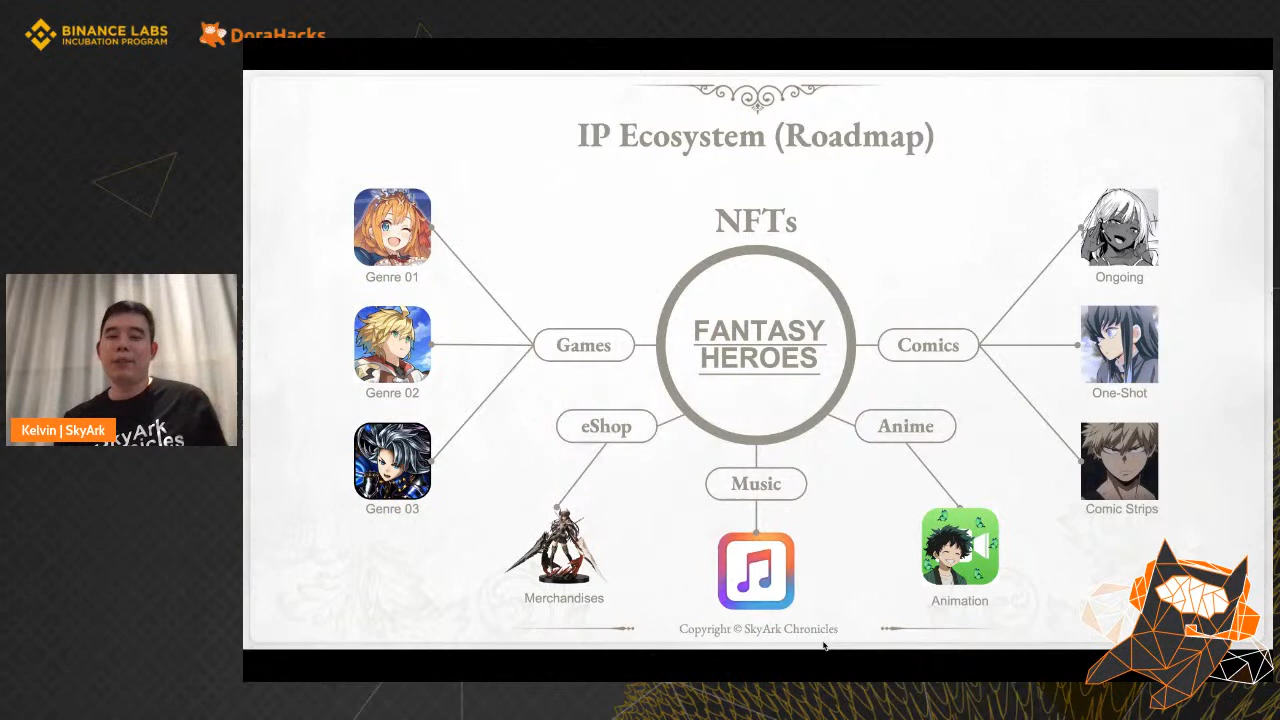 BINANCE LABS
INCUBATION PROGRAM
DoraHacks
IP Ecosystem (Roadmap)
NFTs
FANTASY
HEROES
Games
Genre 01
Genre 02
Genre 03
Comics
Ongoing
One-Shot
Comic Strips
eShop
Merchandises
Music
Anime
Animation
Copyright © SkyArk Chronicles
SkyArk
Kelvin | SkyArk